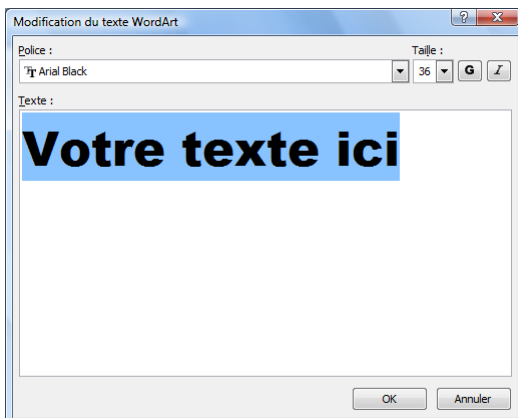 Modification du texte WordArt
Police :
Taille :
Arial Black
36
G
I
Texte :
Votre texte ici
OK
Annuler